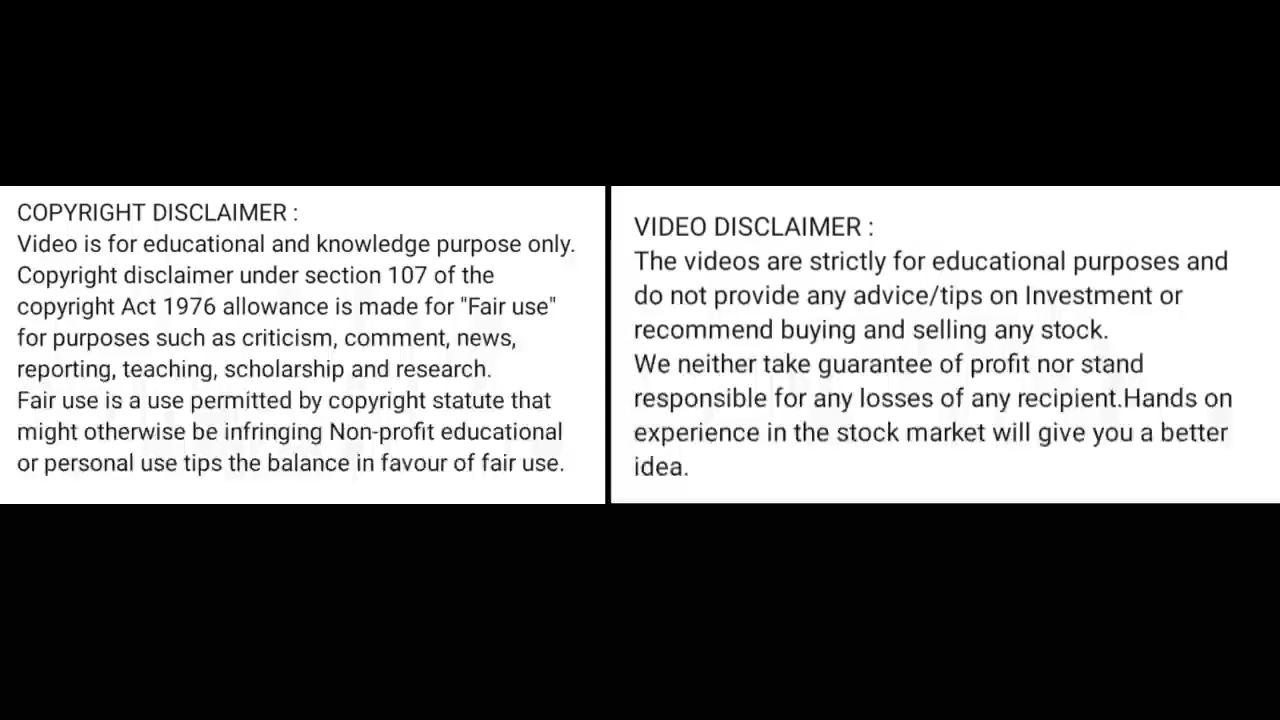 COPYRIGHT DISCLAIMER :
Video is for educational and knowledge purpose only.
Copyright disclaimer under section 107 of the
copyright Act 1976 allowance is made for "Fair use"
for purposes such as criticism, comment, news,
reporting, teaching, scholarship and research.
Fair use is a use permitted by copyright statute that
might otherwise be infringing Non-profit educational
or personal use tips the balance in favour of fair use.
VIDEO DISCLAIMER :
The videos are strictly for educational purposes and
do not provide any advice/tips on Investment or
recommend buying and selling any stock.
We neither take guarantee of profit nor stand
responsible for any losses of any recipient.Hands on
experience in the stock market will give you a better
idea.